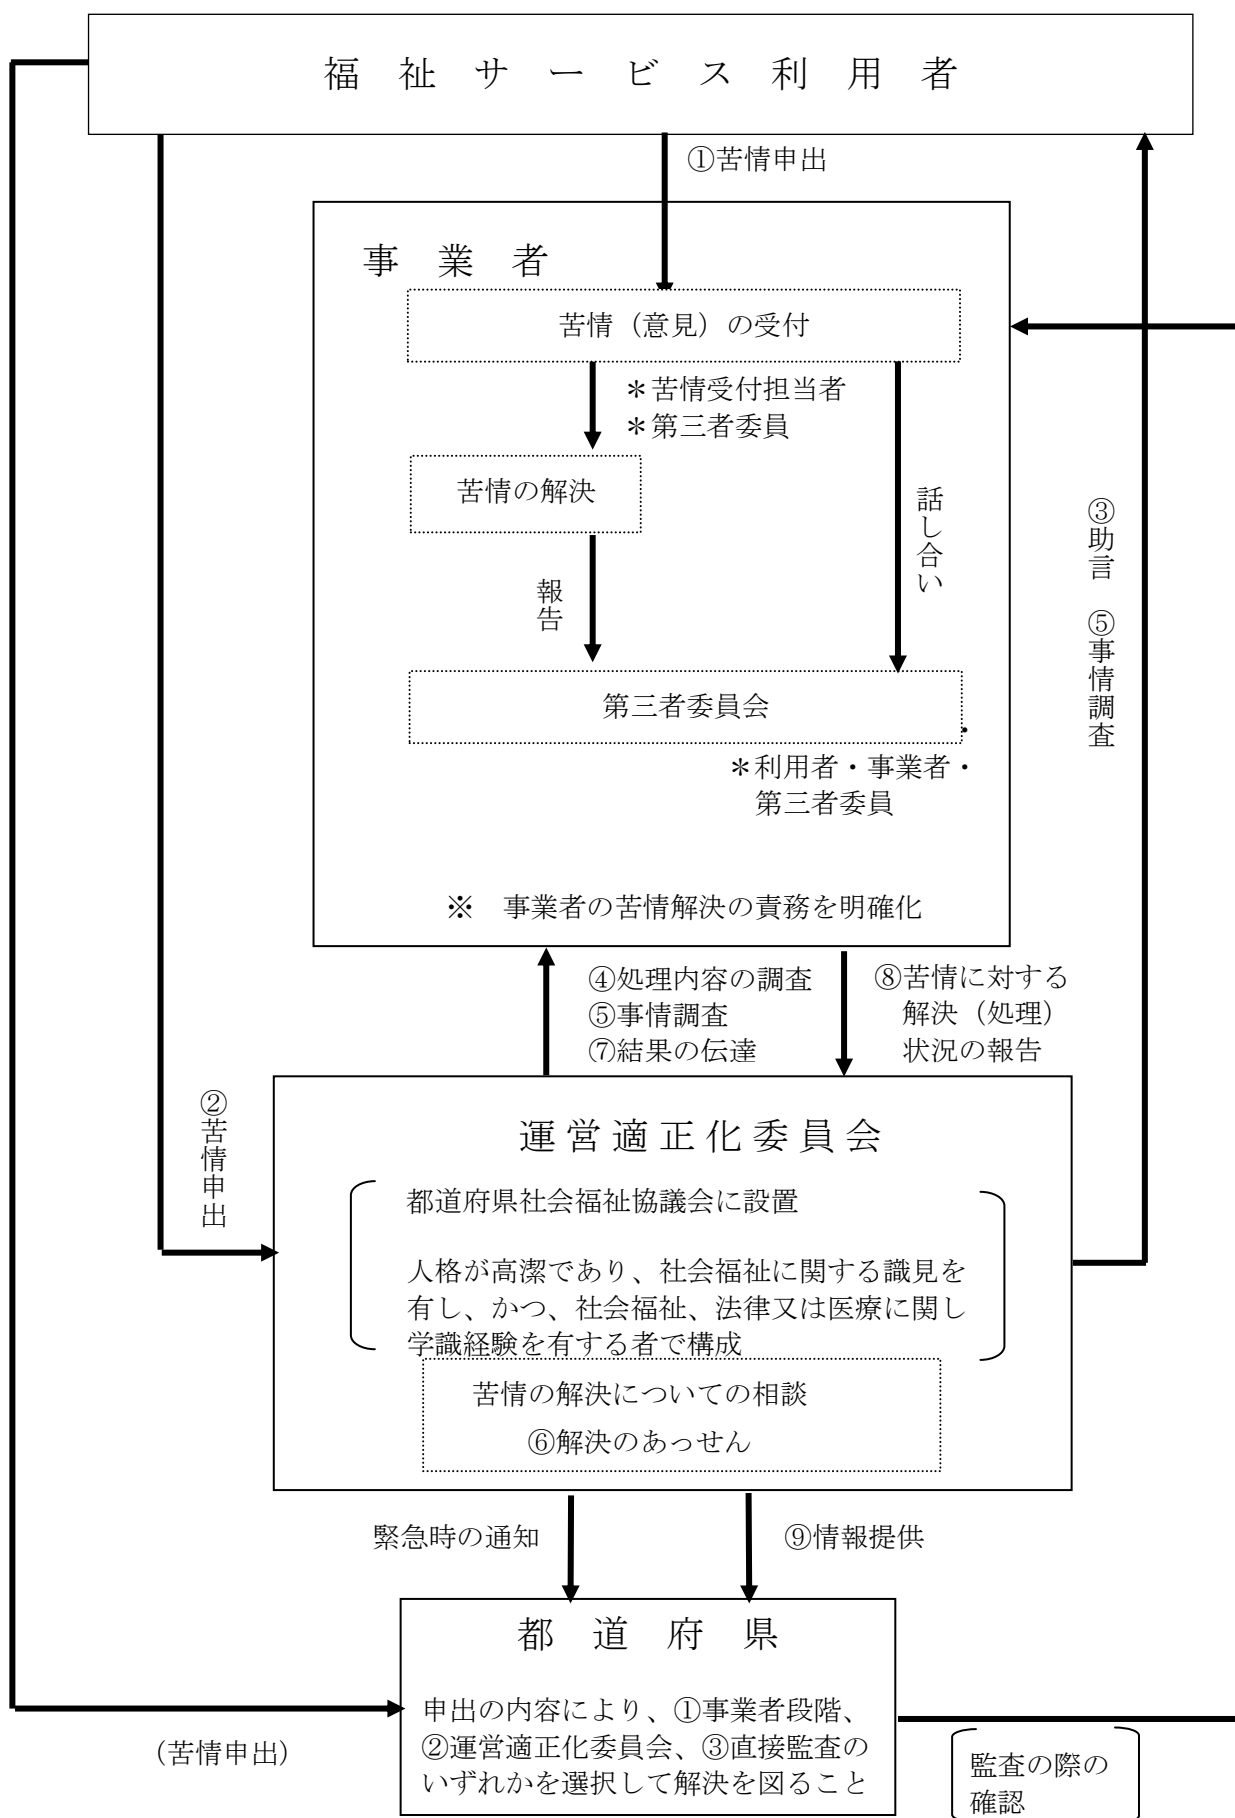 福祉サービス利用者
①苦情申出
事業者
苦情（意見）の受付
＊苦情受付担当者
＊第三者委員
苦情の解決
話し合い
報告
第三者委員会
＊利用者・事業者・
第三者委員
※　事業者の苦情解決の責務を明確化
③助言　⑤事情調査
④処理内容の調査
⑤事情調査
⑦結果の伝達
⑧苦情に対する
解決（処理）
状況の報告
②苦情申出
運営適正化委員会
都道府県社会福祉協議会に設置
人格が高潔であり、社会福祉に関する識見を
有し、かつ、社会福祉、法律又は医療に関し
学識経験を有する者で構成
苦情の解決についての相談
⑥解決のあっせん
緊急時の通知
⑨情報提供
都道府県
申出の内容により、①事業者段階、
②運営適正化委員会、③直接監査の
いずれかを選択して解決を図ること
（苦情申出）
監査の際の
確認